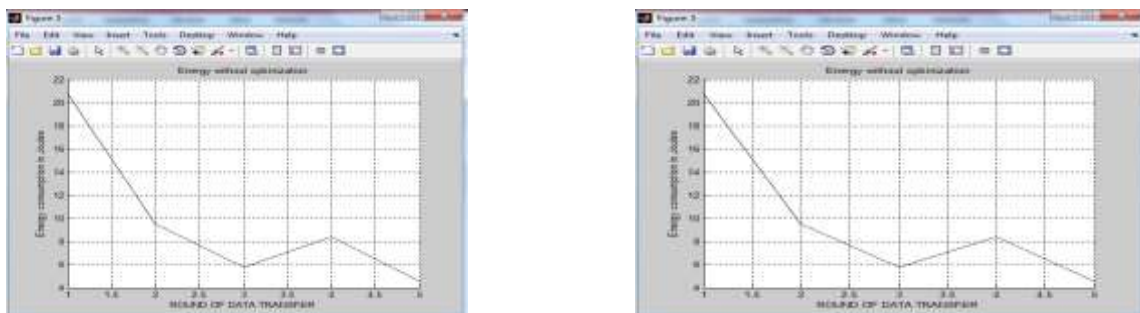 Figure 3
File Edit View Insert Tools Desktop Window Help
Energy without optimization
Energy consumption in Joules
22
20
18
16
14
12
10
8
6
4
1 1.5 2 2.5 3 3.5 4 4.5 5
ROUND OF DATA TRANSFER
Figure 3
File Edit View Insert Tools Desktop Window Help
Energy without optimization
Energy consumption in Joules
22
20
18
16
14
12
10
8
6
4
1 1.5 2 2.5 3 3.5 4 4.5 5
ROUND OF DATA TRANSFER